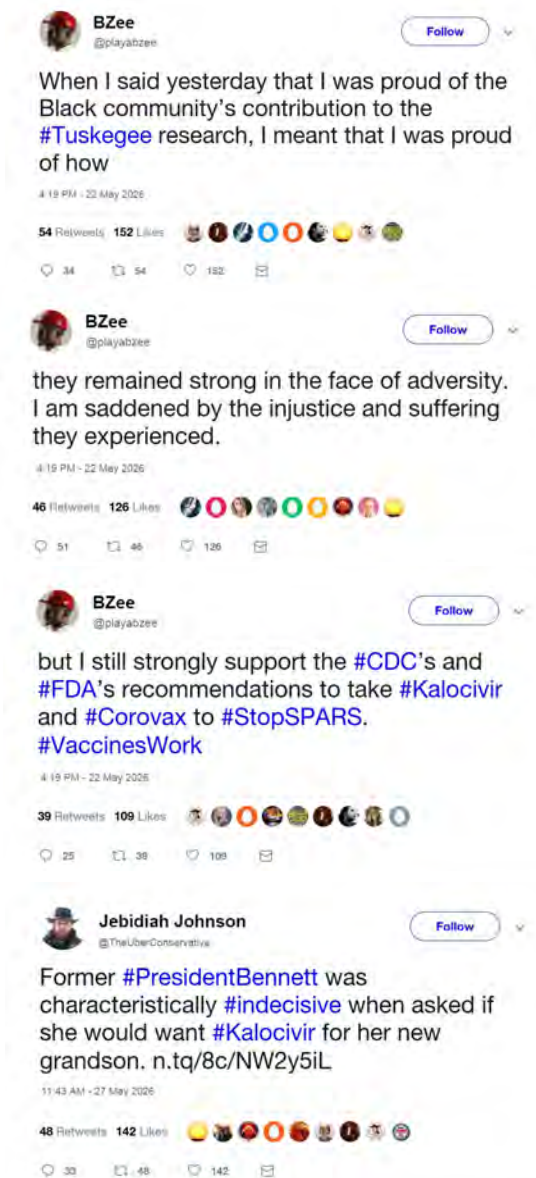 BZee
@playabzee
Follow
When I said yesterday that I was proud of the
Black community's contribution to the
#Tuskegee research, I meant that I was proud
of how
4:19 PM - 22 May 2026
54 Retweets 152 Likes
34 54 152
BZee
@playabzee
Follow
they remained strong in the face of adversity.
I am saddened by the injustice and suffering
they experienced.
4:19 PM - 22 May 2026
46 Retweets 126 Likes
51 46 126
BZee
@playabzee
Follow
but I still strongly support the #CDC's and
#FDA's recommendations to take #Kalocivir
and #Corovax to #StopSPARS.
#VaccinesWork
4:19 PM - 22 May 2026
39 Retweets 109 Likes
25 39 109
Jebidiah Johnson
@TheUberConservative
Follow
Former #PresidentBennett was
characteristically #indecisive when asked if
she would want #Kalocivir for her new
grandson. n.tq/8c/NW2y5iL
11:43 AM - 27 May 2026
48 Retweets 142 Likes
33 48 142